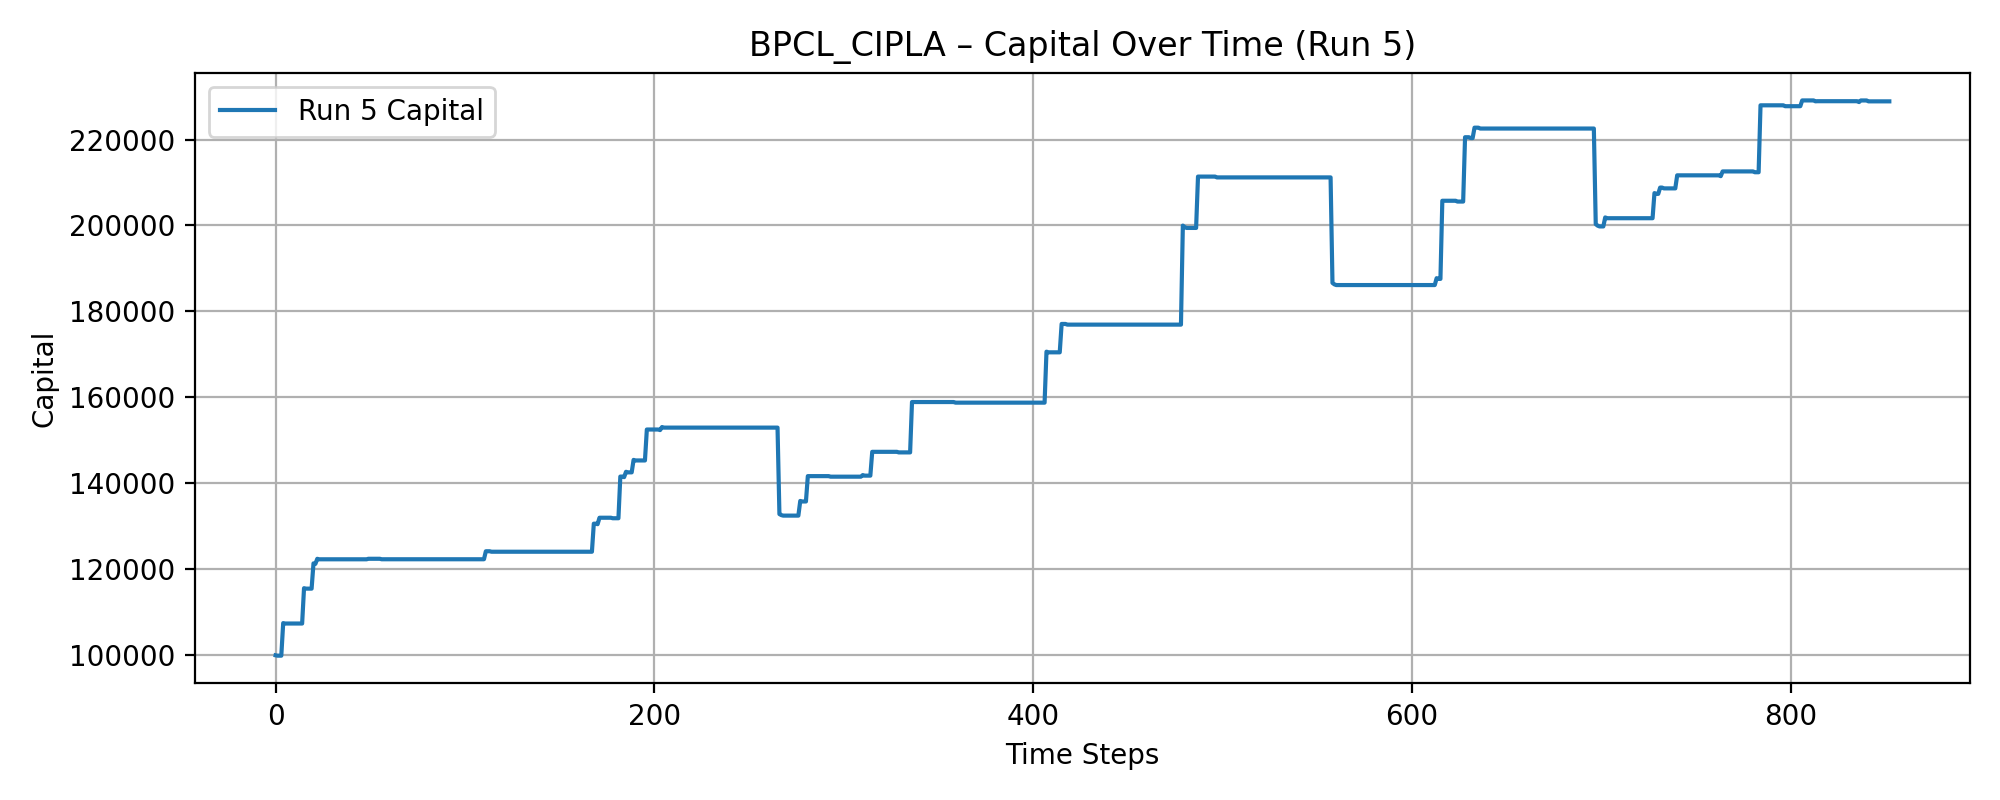 BPCL_CIPLA – Capital Over Time (Run 5)
Run 5 Capital
Capital
220000
200000
180000
160000
140000
120000
100000
0 200 400 600 800
Time Steps